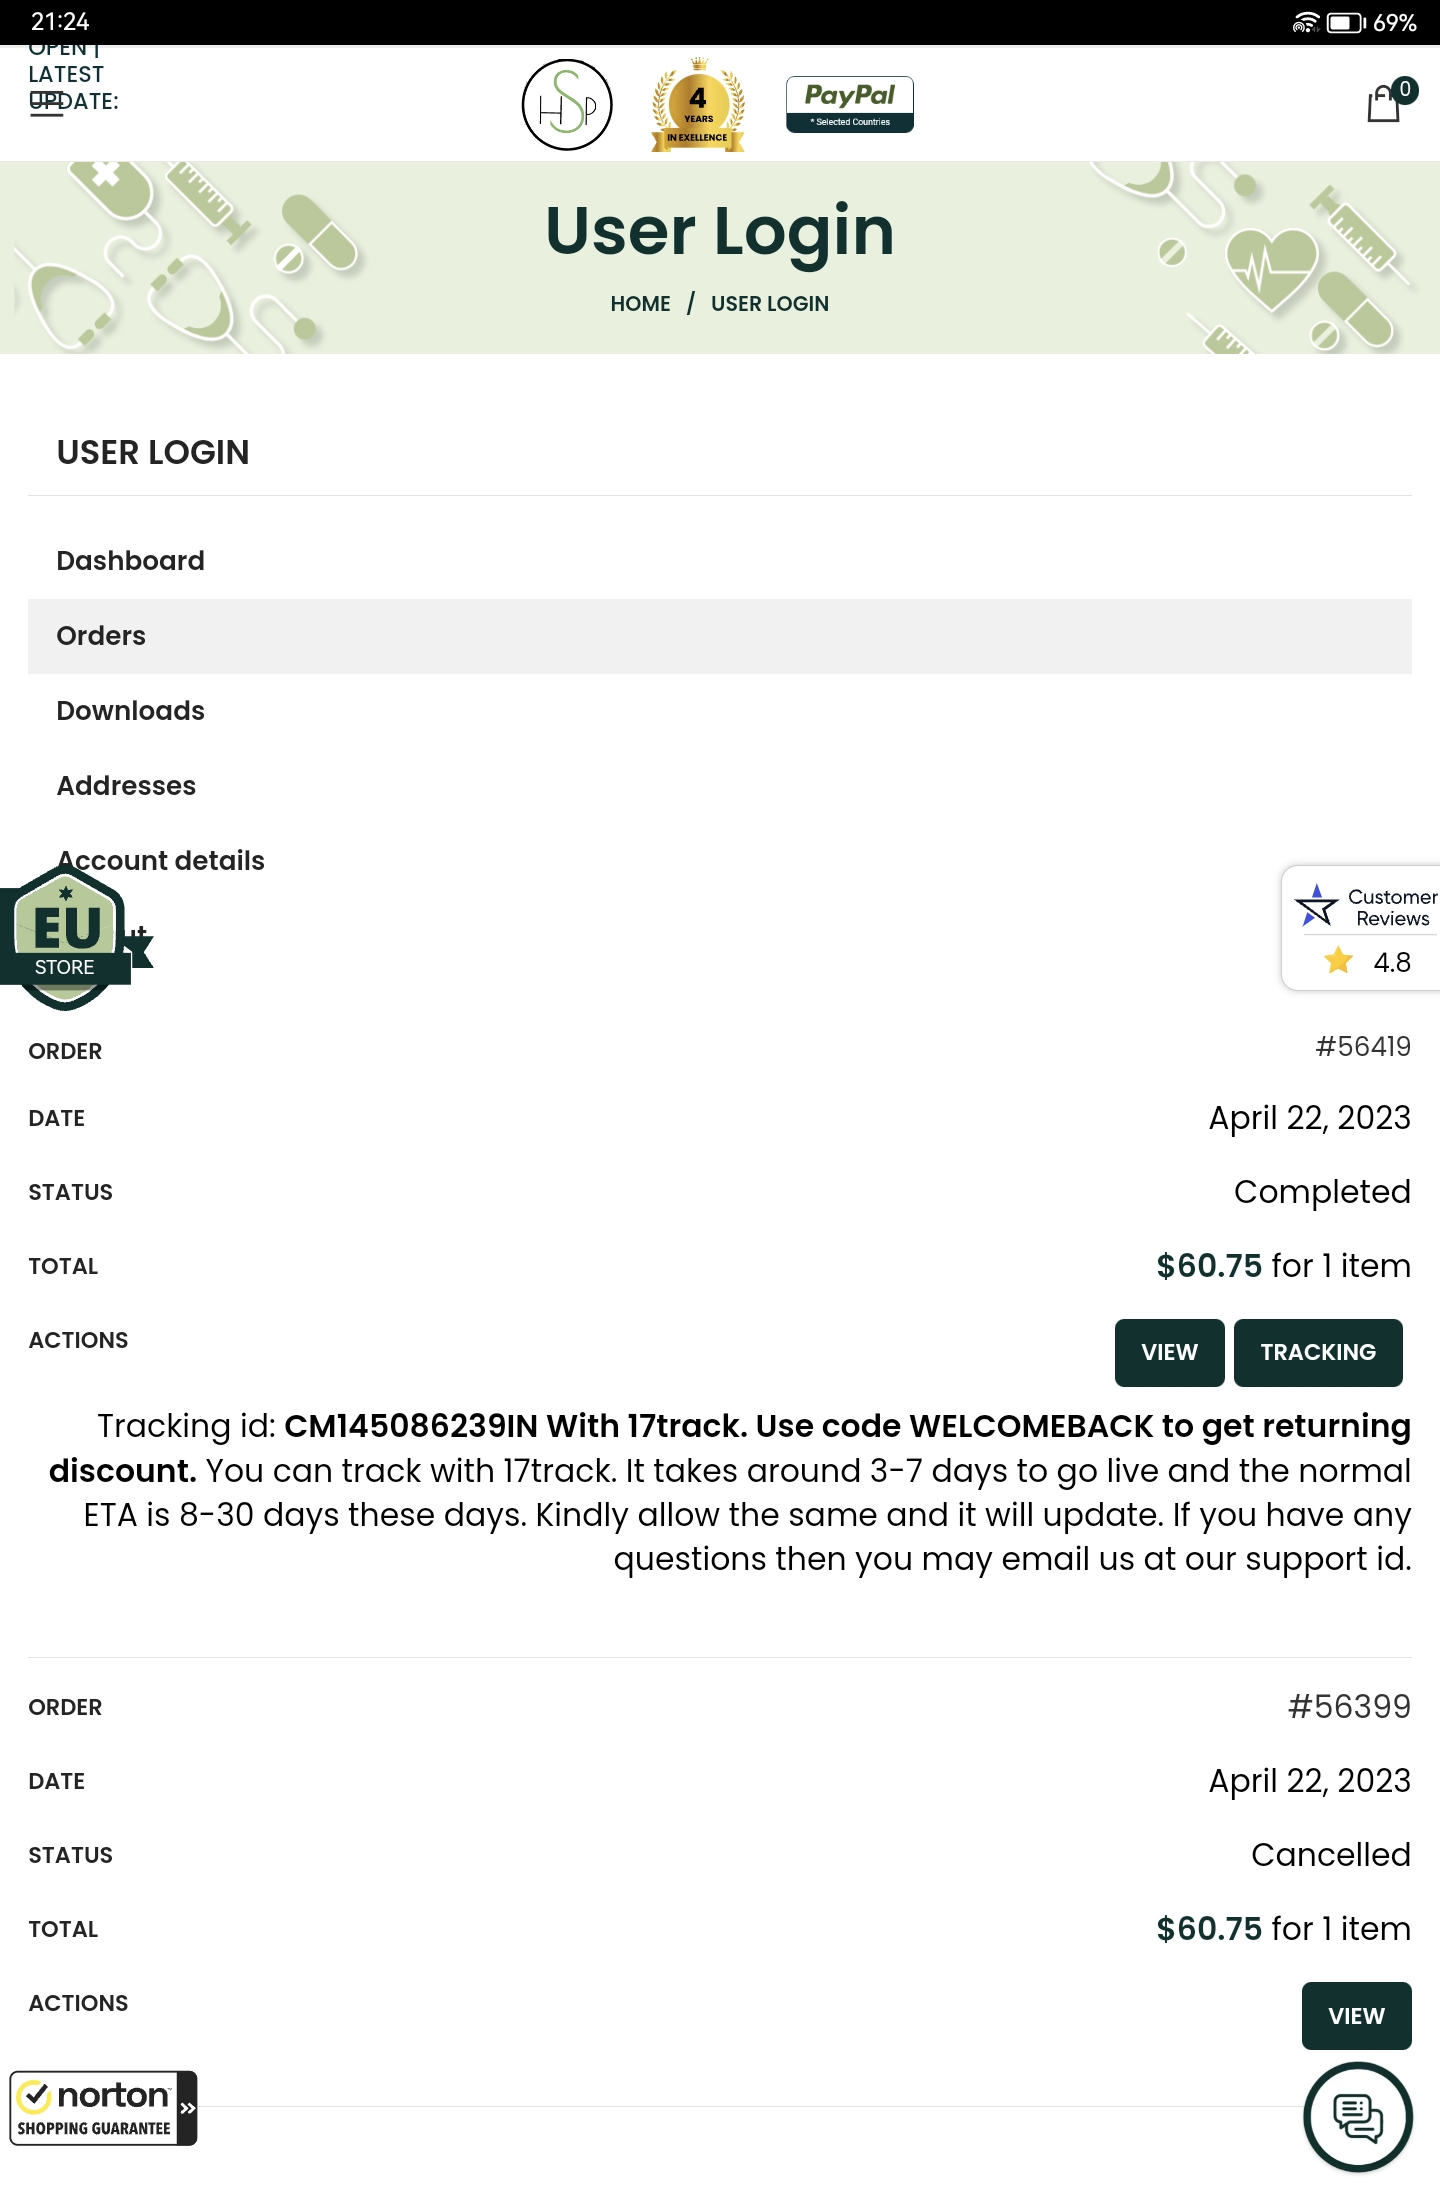 21:24
69%
OPEN |
LATEST
UPDATE:
HSP
4
YEARS
IN EXELLENCE
PayPal
* Selected Countries
0
User Login
HOME / USER LOGIN
USER LOGIN
Dashboard
Orders
Downloads
Addresses
Account details
EU
STORE
Customer
Reviews
4.8
ORDER #56419
DATE April 22, 2023
STATUS Completed
TOTAL $60.75 for 1 item
ACTIONS VIEW TRACKING
Tracking id: CM145086239IN With 17track. Use code WELCOMEBACK to get returning
discount. You can track with 17track. It takes around 3-7 days to go live and the normal
ETA is 8-30 days these days. Kindly allow the same and it will update. If you have any
questions then you may email us at our support id.
ORDER #56399
DATE April 22, 2023
STATUS Cancelled
TOTAL $60.75 for 1 item
ACTIONS VIEW
norton
SHOPPING GUARANTEE